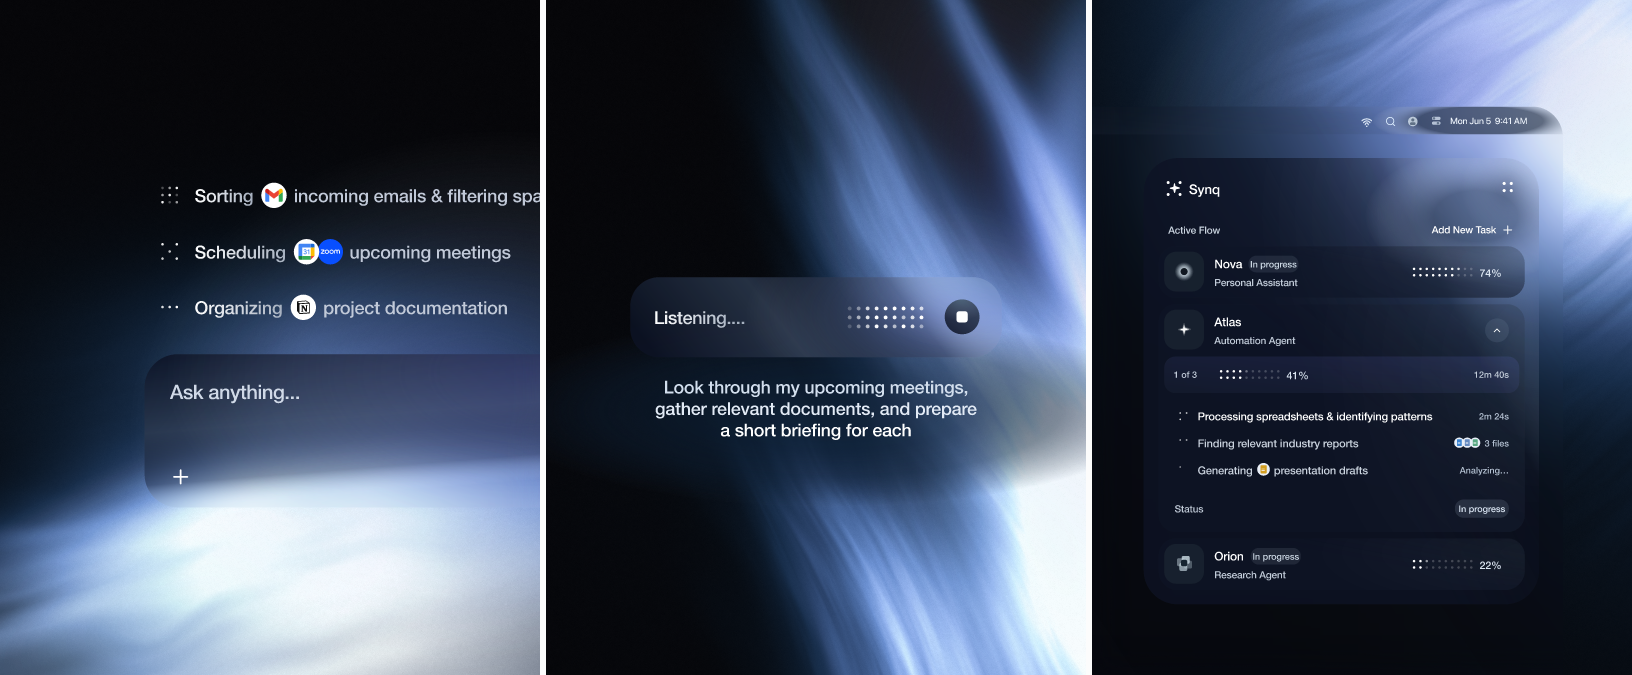 Sorting incoming emails & filtering spa
Scheduling 31 zoom upcoming meetings
Organizing N project documentation
Ask anything...
Listening....
Look through my upcoming meetings,
gather relevant documents, and prepare
a short briefing for each
Mon Jun 5 9:41 AM
Synq
Active Flow
Add New Task
Nova In progress
Personal Assistant
74%
Atlas
Automation Agent
1 of 3
41%
12m 40s
Processing spreadsheets & identifying patterns
2m 24s
Finding relevant industry reports
3 files
Generating presentation drafts
Analyzing...
Status
In progress
Orion In progress
Research Agent
22%